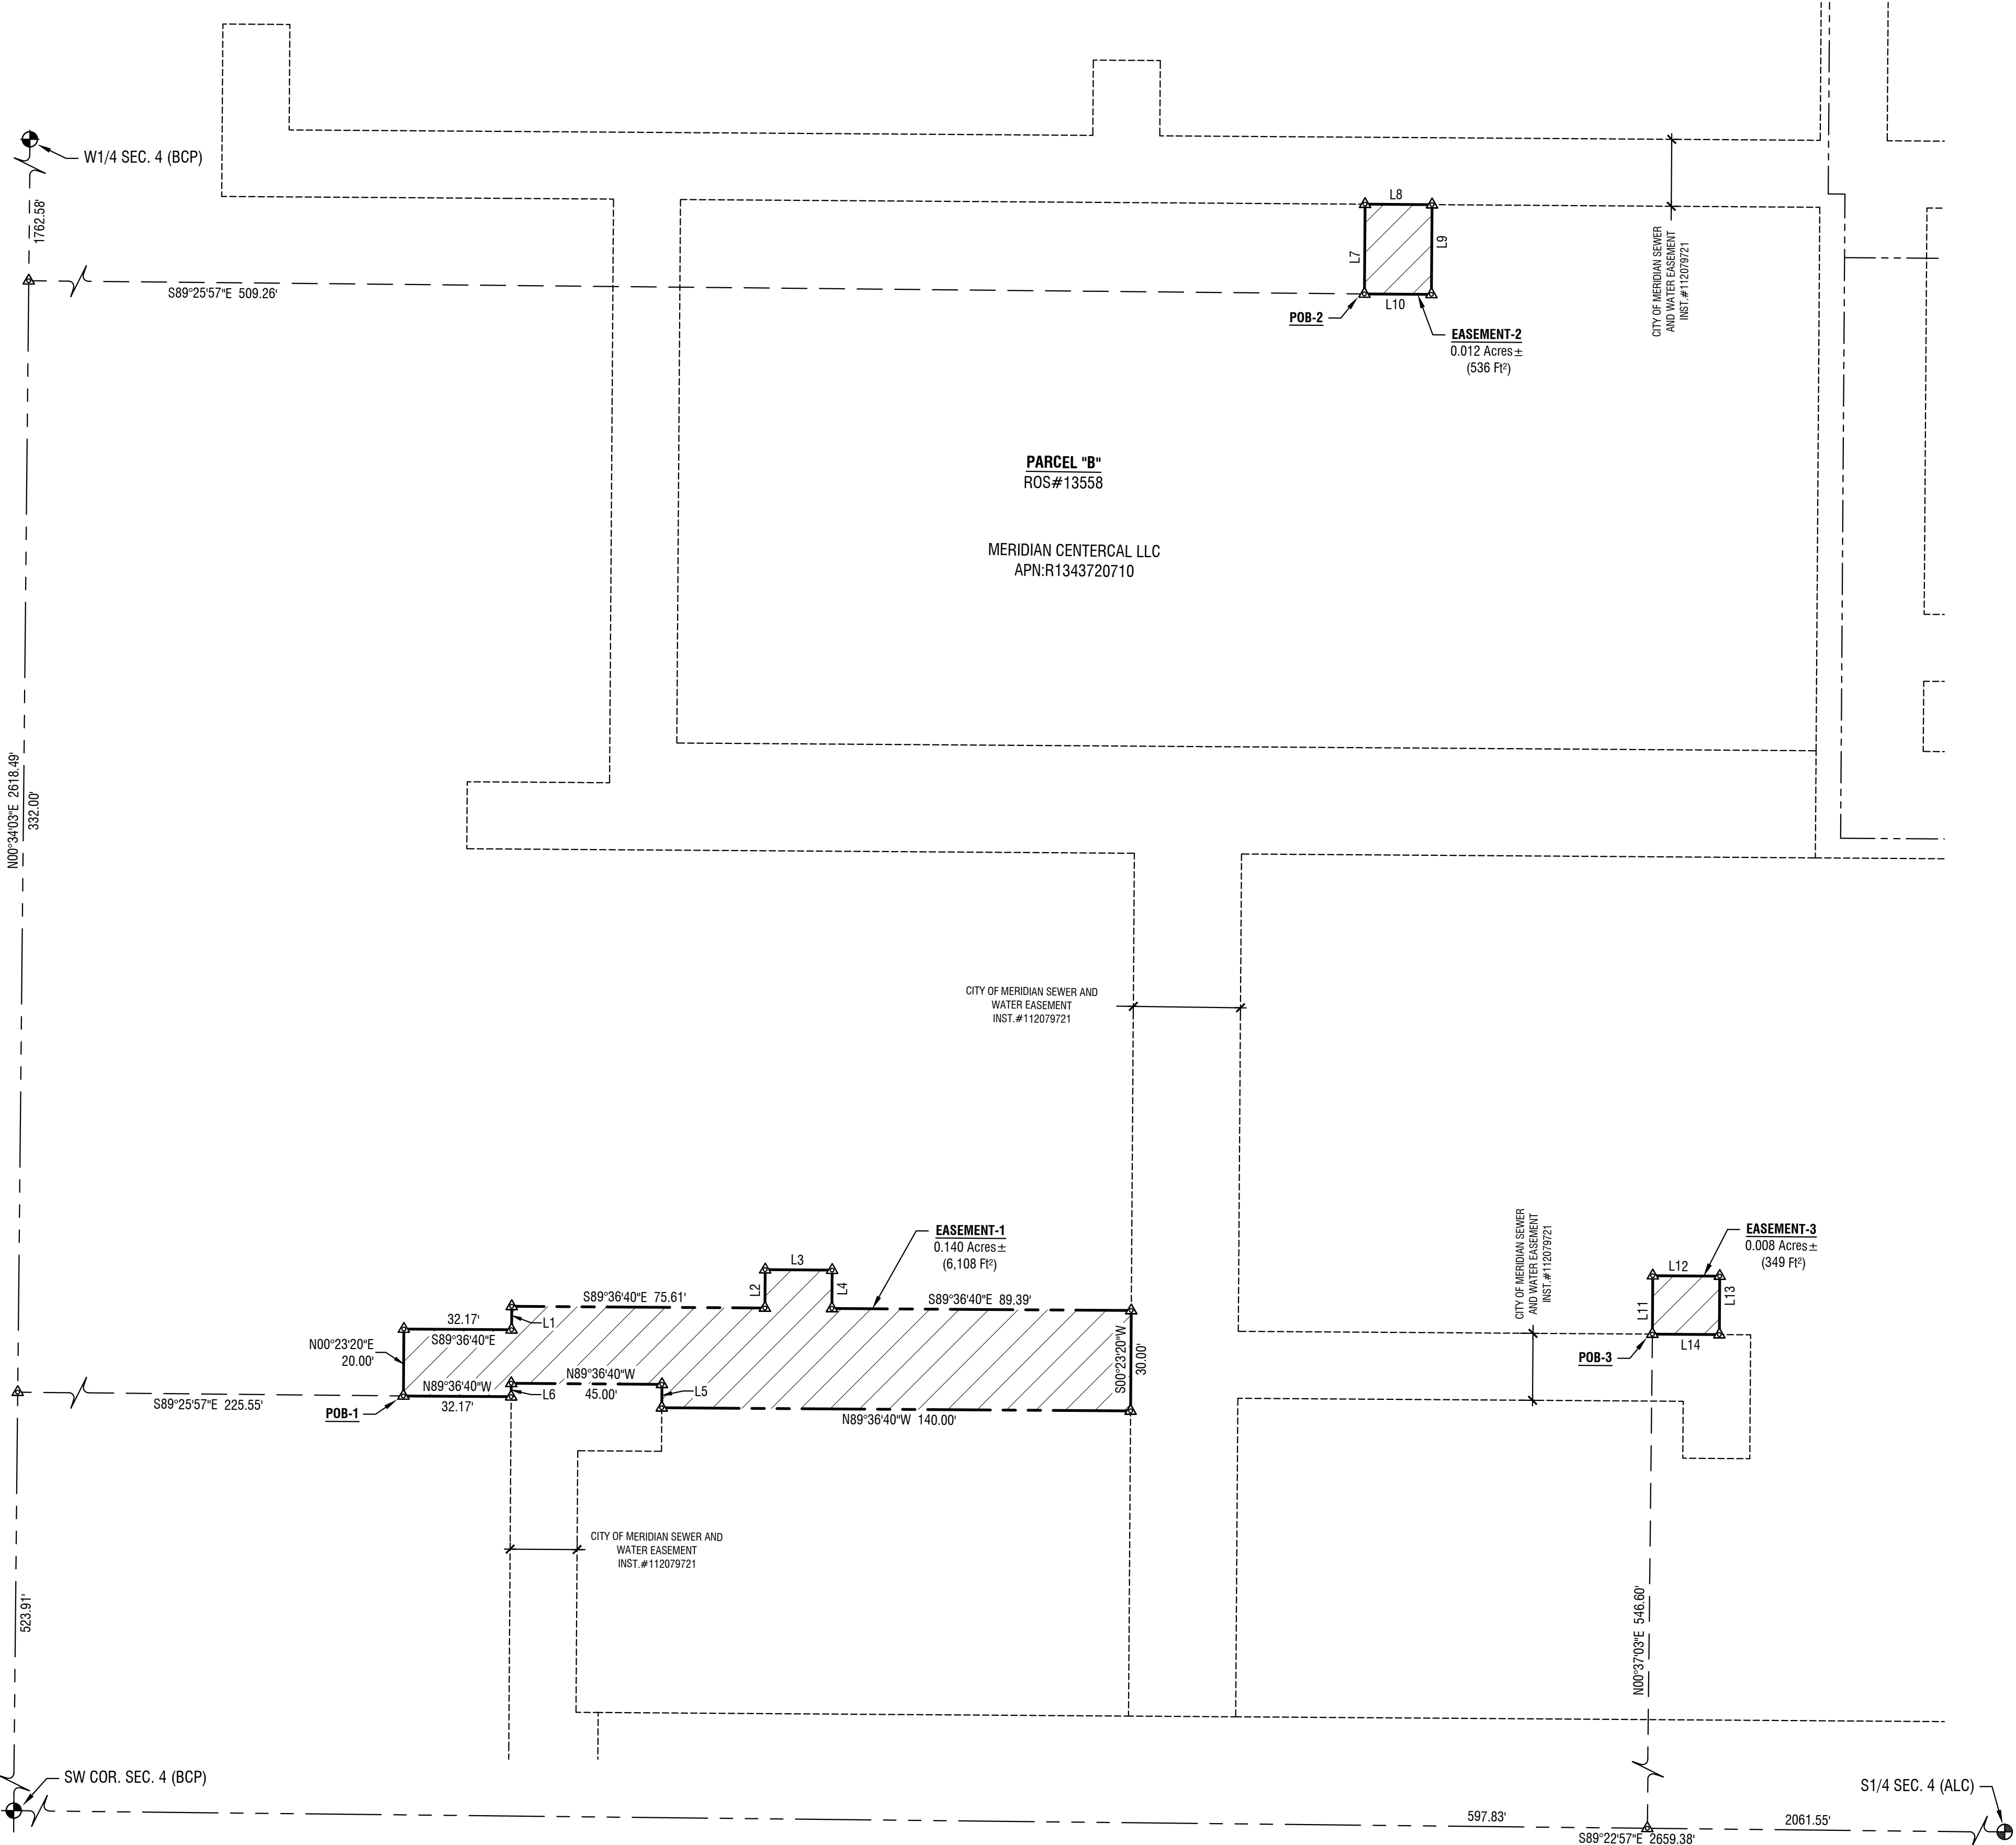 W1/4 SEC. 4 (BCP)
1762.58'
S89°25'57"E 509.26'
L8
L7
L9
L10
POB-2
EASEMENT-2
0.012 Acres±
(536 Ft²)
CITY OF MERIDIAN SEWER
AND WATER EASEMENT
INST.#112079721
PARCEL "B"
ROS#13558
MERIDIAN CENTERCAL LLC
APN:R1343720710
N00°34'03"E 2618.49'
332.00'
CITY OF MERIDIAN SEWER AND
WATER EASEMENT
INST.#112079721
EASEMENT-1
0.140 Acres±
(6,108 Ft²)
L3
L2
L4
S89°36'40"E 75.61'
S89°36'40"E 89.39'
32.17'
S89°36'40"E
L1
N00°23'20"E
20.00'
S00°23'20"W
30.00'
N89°36'40"W
45.00'
L5
N89°36'40"W
32.17'
L6
N89°36'40"W 140.00'
S89°25'57"E 225.55'
POB-1
CITY OF MERIDIAN SEWER
AND WATER EASEMENT
INST.#112079721
EASEMENT-3
0.008 Acres±
(349 Ft²)
L12
L11
L13
L14
POB-3
CITY OF MERIDIAN SEWER AND
WATER EASEMENT
INST.#112079721
523.91'
N00°37'03"E 546.60'
SW COR. SEC. 4 (BCP)
S1/4 SEC. 4 (ALC)
597.83'
2061.55'
S89°22'57"E 2659.38'